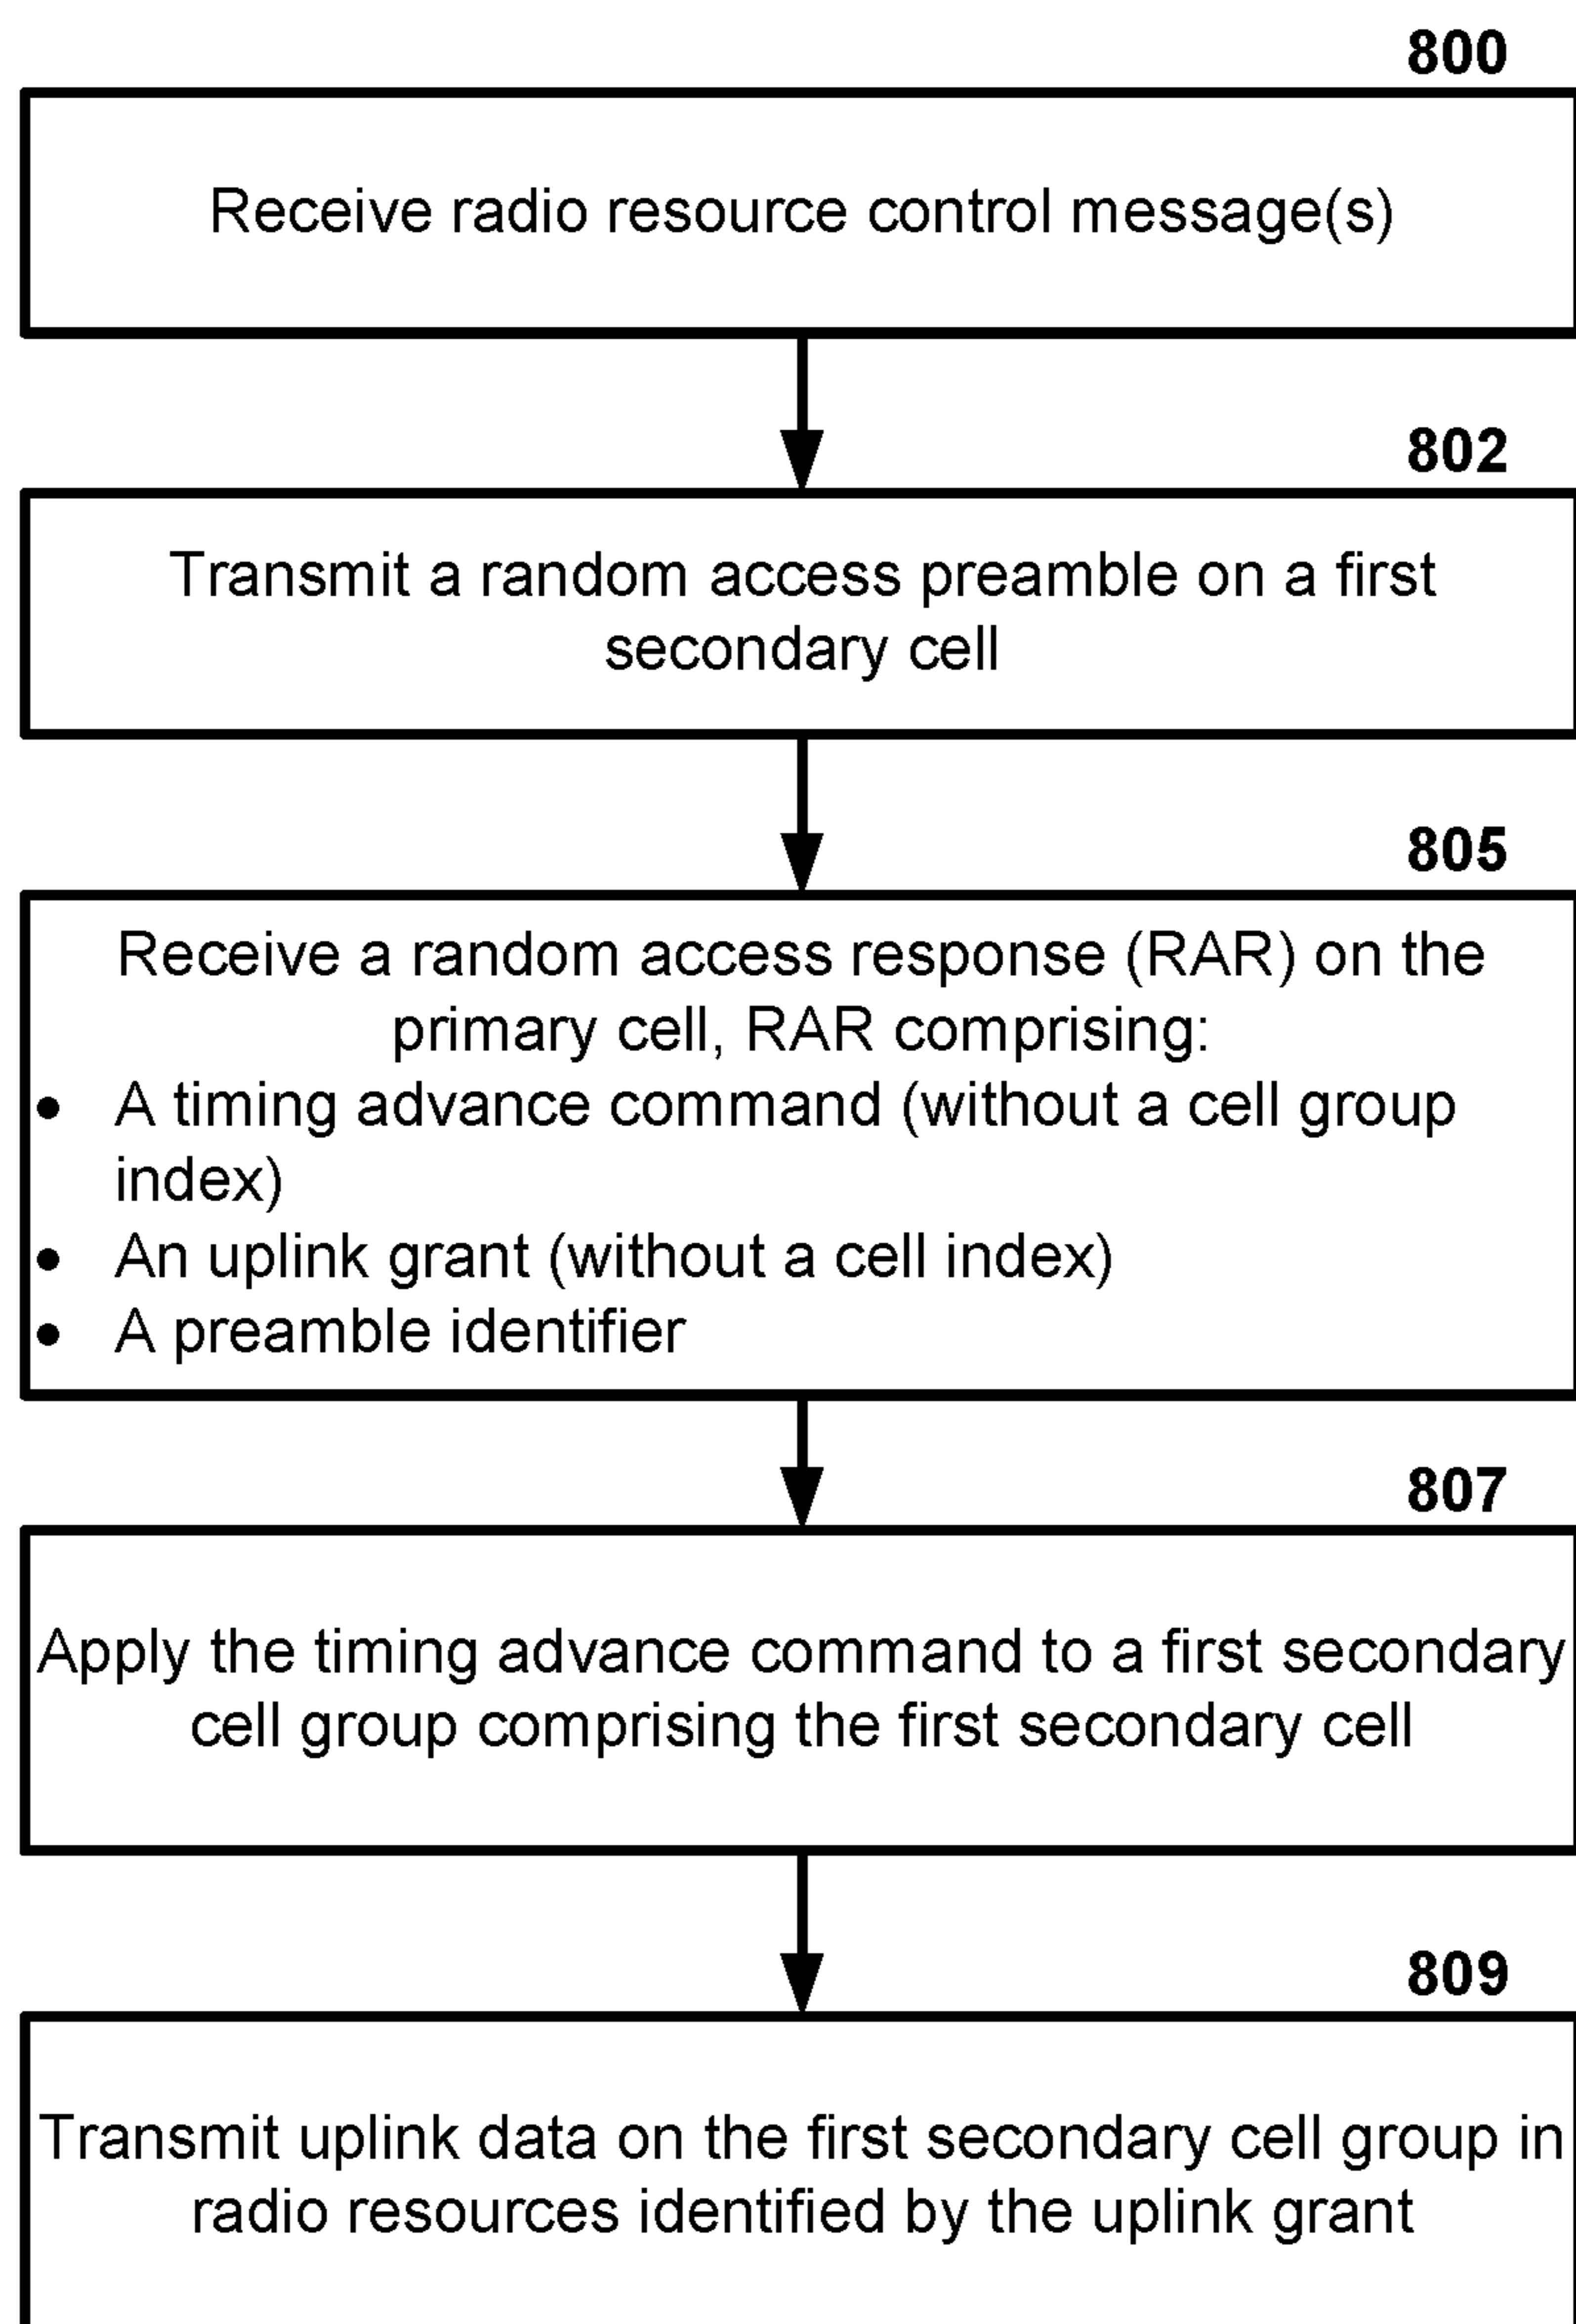 800
Receive radio resource control message(s)
802
Transmit a random access preamble on a first
secondary cell
805
Receive a random access response (RAR) on the
primary cell, RAR comprising:
• A timing advance command (without a cell group
index)
• An uplink grant (without a cell index)
• A preamble identifier
807
Apply the timing advance command to a first secondary
cell group comprising the first secondary cell
809
Transmit uplink data on the first secondary cell group in
radio resources identified by the uplink grant